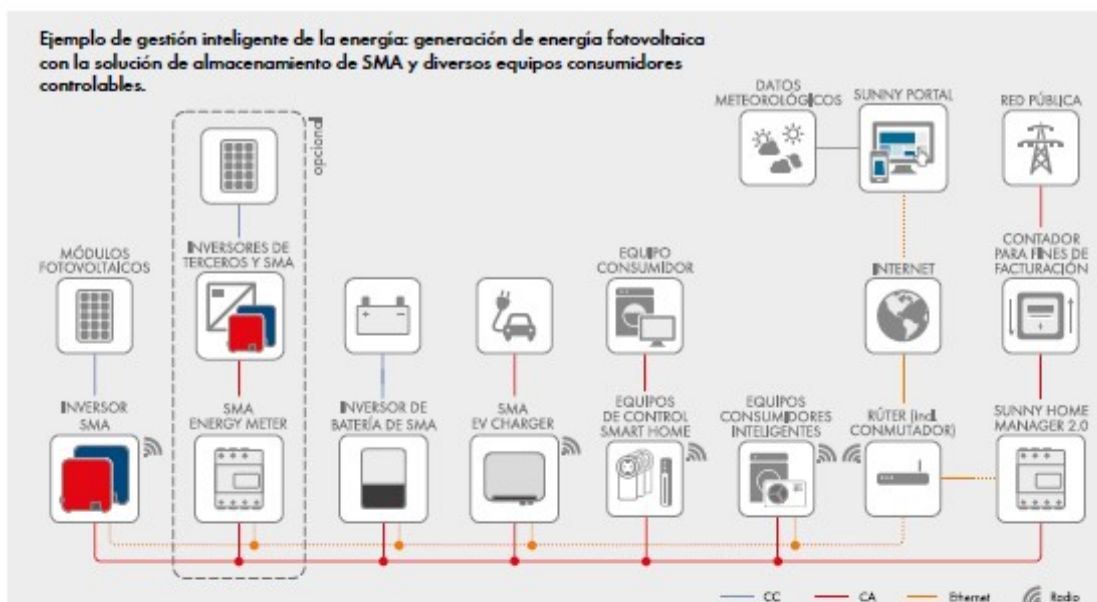 Ejemplo de gestión inteligente de la energía: generación de energía fotovoltaica
con la solución de almacenamiento de SMA y diversos equipos consumidores
controlables.
opcional
DATOS
METEOROLÓGICOS
SUNNY PORTAL
RED PÚBLICA
MÓDULOS
FOTOVOLTAICOS
INVERSORES DE
TERCEROS Y SMA
EQUIPO
CONSUMIDOR
INTERNET
CONTADOR
PARA FINES DE
FACTURACIÓN
INVERSOR
SMA
SMA
ENERGY METER
INVERSOR DE
BATERÍA DE SMA
SMA
EV CHARGER
EQUIPOS
DE CONTROL
SMART HOME
EQUIPOS
CONSUMIDORES
INTELIGENTES
RÚTER (incl.
CONMUTADOR)
SUNNY HOME
MANAGER 2.0
CC
CA
Ethernet
Radio